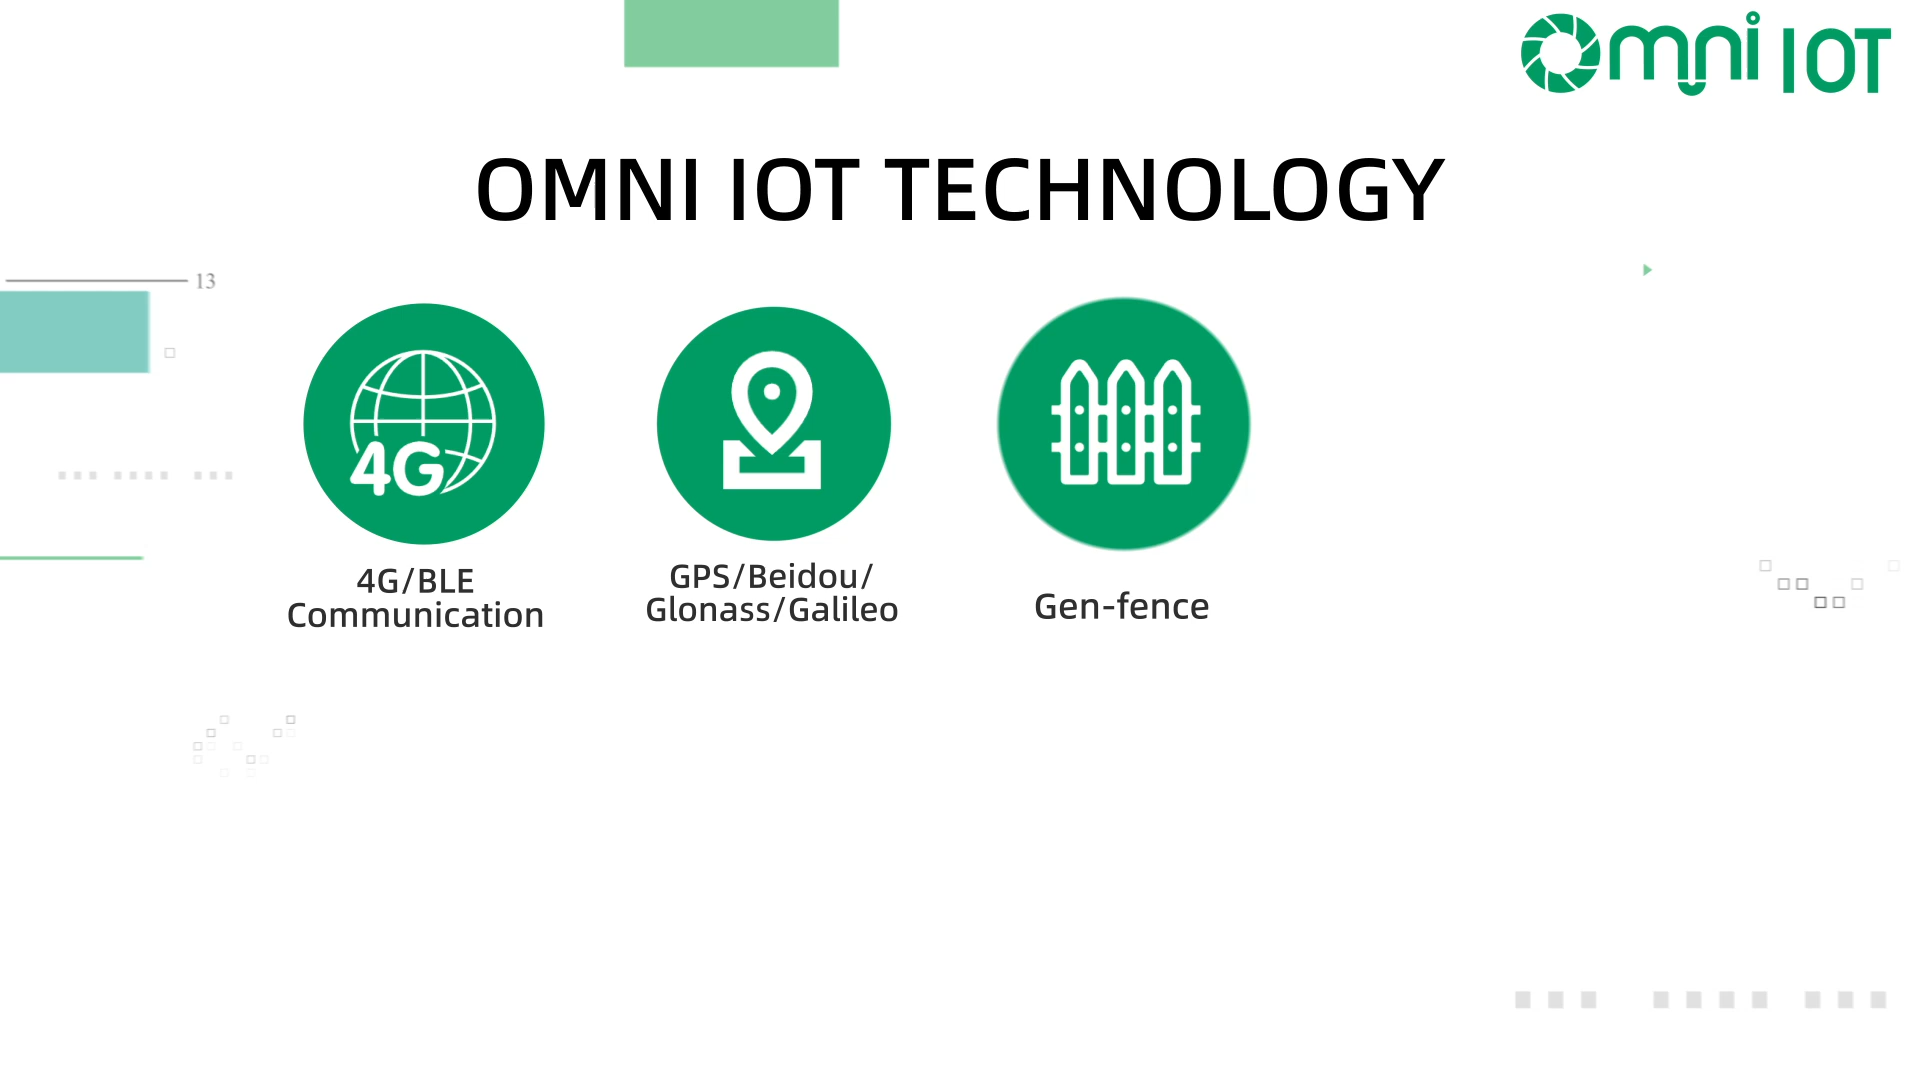 Omni IOT
OMNI IOT TECHNOLOGY
13
4G
4G/BLE
Communication
GPS/Beidou/
Glonass/Galileo
Gen-fence